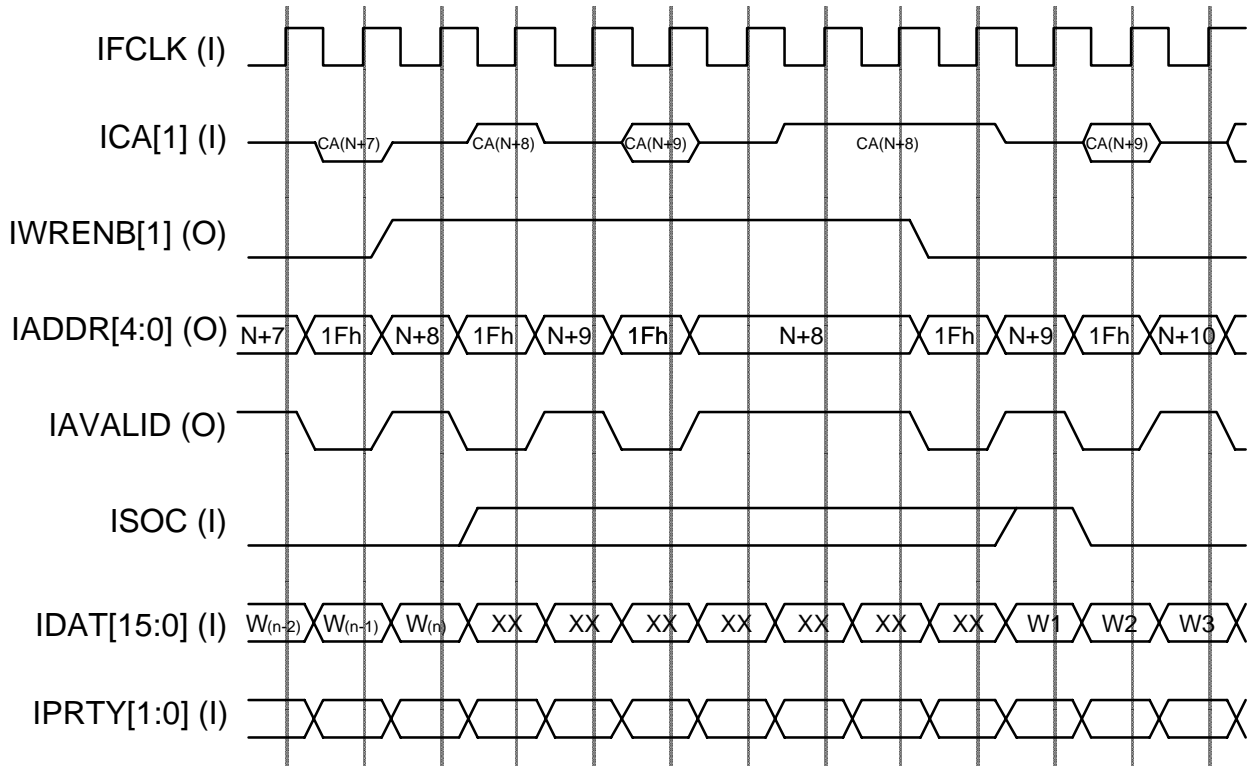 IFCLK (I)
ICA[1] (I) CA(N+7) CA(N+8) CA(N+9) CA(N+8) CA(N+9)
IWRENB[1] (O)
IADDR[4:0] (O) N+7 1Fh N+8 1Fh N+9 1Fh N+8 1Fh N+9 1Fh N+10
IAVALID (O)
ISOC (I)
IDAT[15:0] (I) W(n-2) W(n-1) W(n) XX XX XX XX XX XX XX W1 W2 W3
IPRTY[1:0] (I)